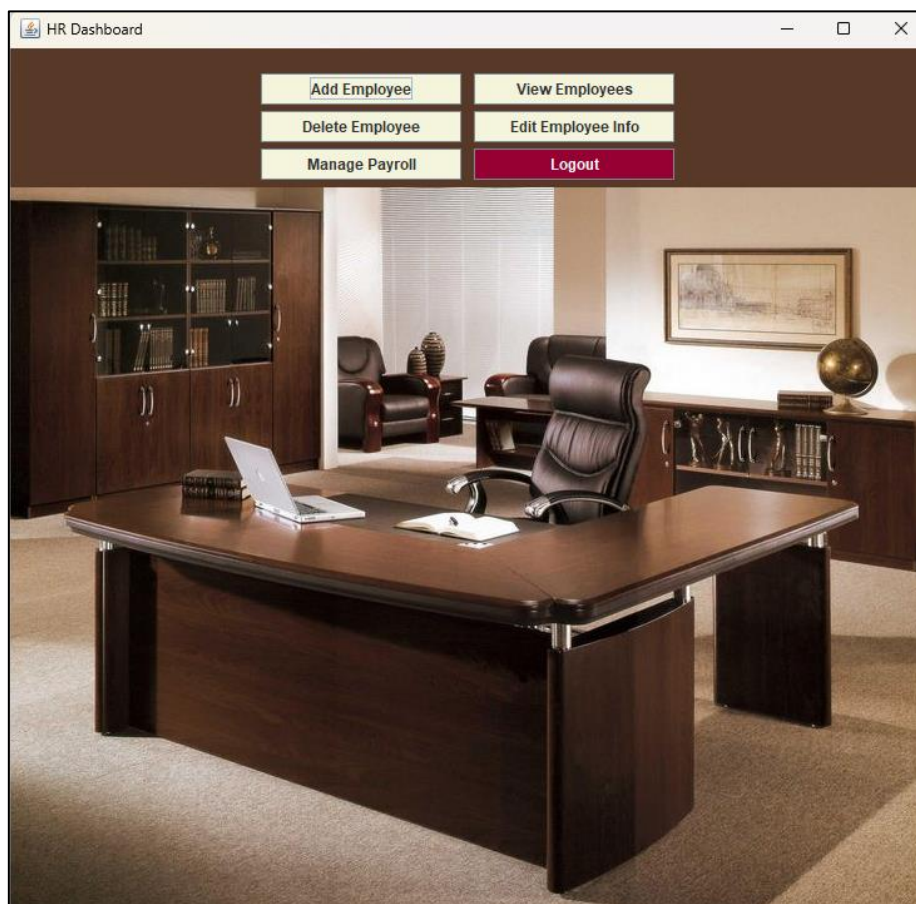 HR Dashboard
Add Employee View Employees
Delete Employee Edit Employee Info
Manage Payroll Logout